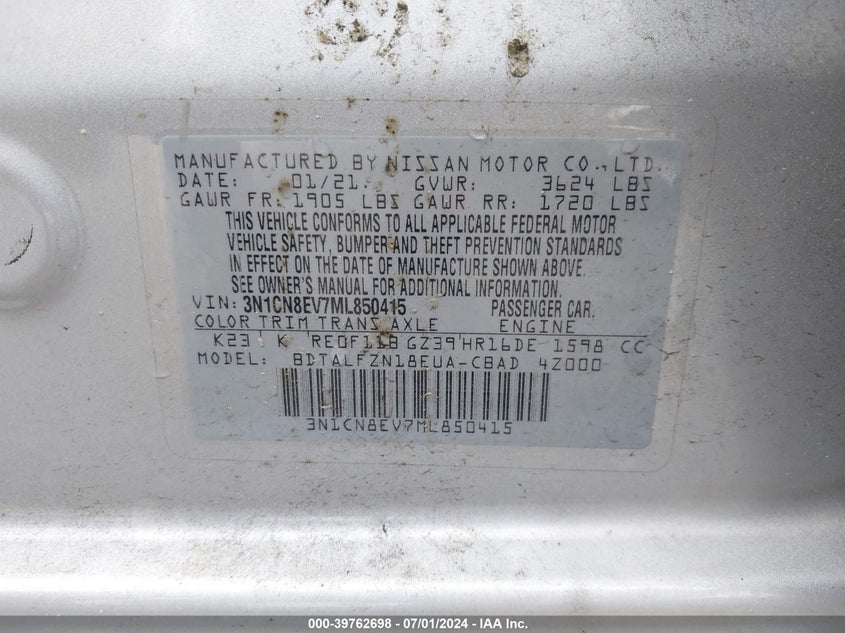 MANUFACTURED BY NISSAN MOTOR CO.,LTD.
DATE: 01/21 GVWR: 3624 LBS
GAWR FR: 1905 LBS GAWR RR: 1720 LBS
THIS VEHICLE CONFORMS TO ALL APPLICABLE FEDERAL MOTOR
VEHICLE SAFETY, BUMPER AND THEFT PREVENTION STANDARDS
IN EFFECT ON THE DATE OF MANUFACTURE SHOWN ABOVE.
SEE OWNER'S MANUAL FOR ADDITIONAL INFORMATION.
VIN: 3N1CN8EV7ML850415 PASSENGER CAR.
COLOR TRIM TRANS AXLE ENGINE
K23 K RE0F11B GZ39 HR16DE 1598 CC
MODEL: BDTALFZN18EUA-CBAD 4Z000
3N1CN8EV7ML850415
000-39762698 - 07/01/2024 - IAA Inc.